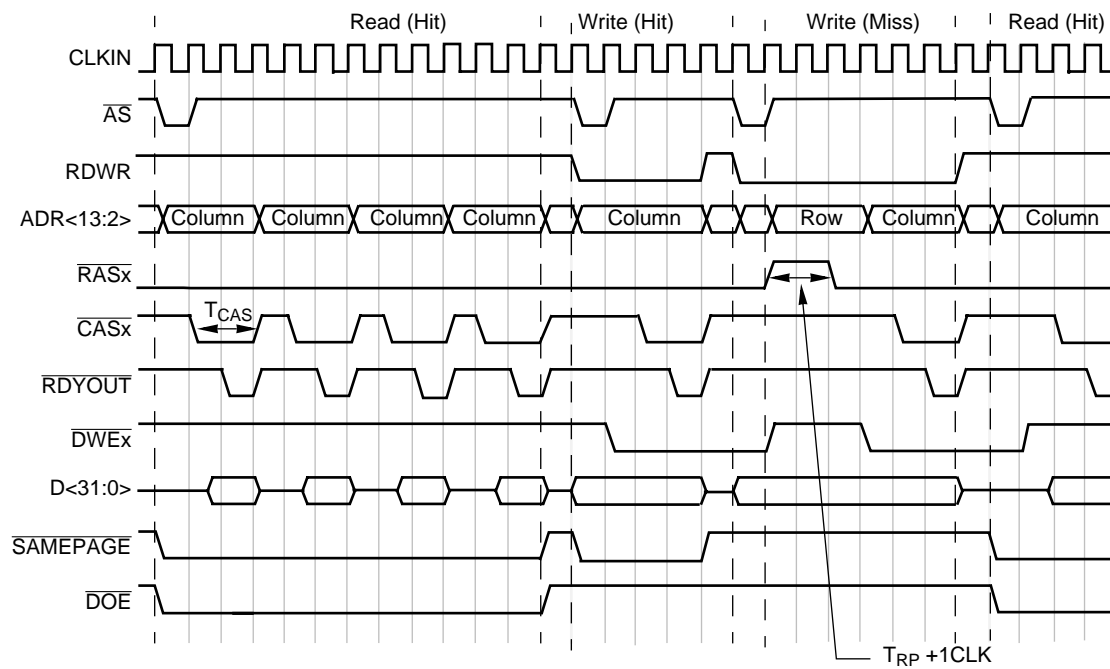 Read (Hit) Write (Hit) Write (Miss) Read (Hit)
CLKIN
AS
RDWR
ADR<13:2> Column Column Column Column Column Row Column Column
RASx
TCAS
CASx
RDYOUT
DWEx
D<31:0>
SAMEPAGE
DOE
TRP +1CLK